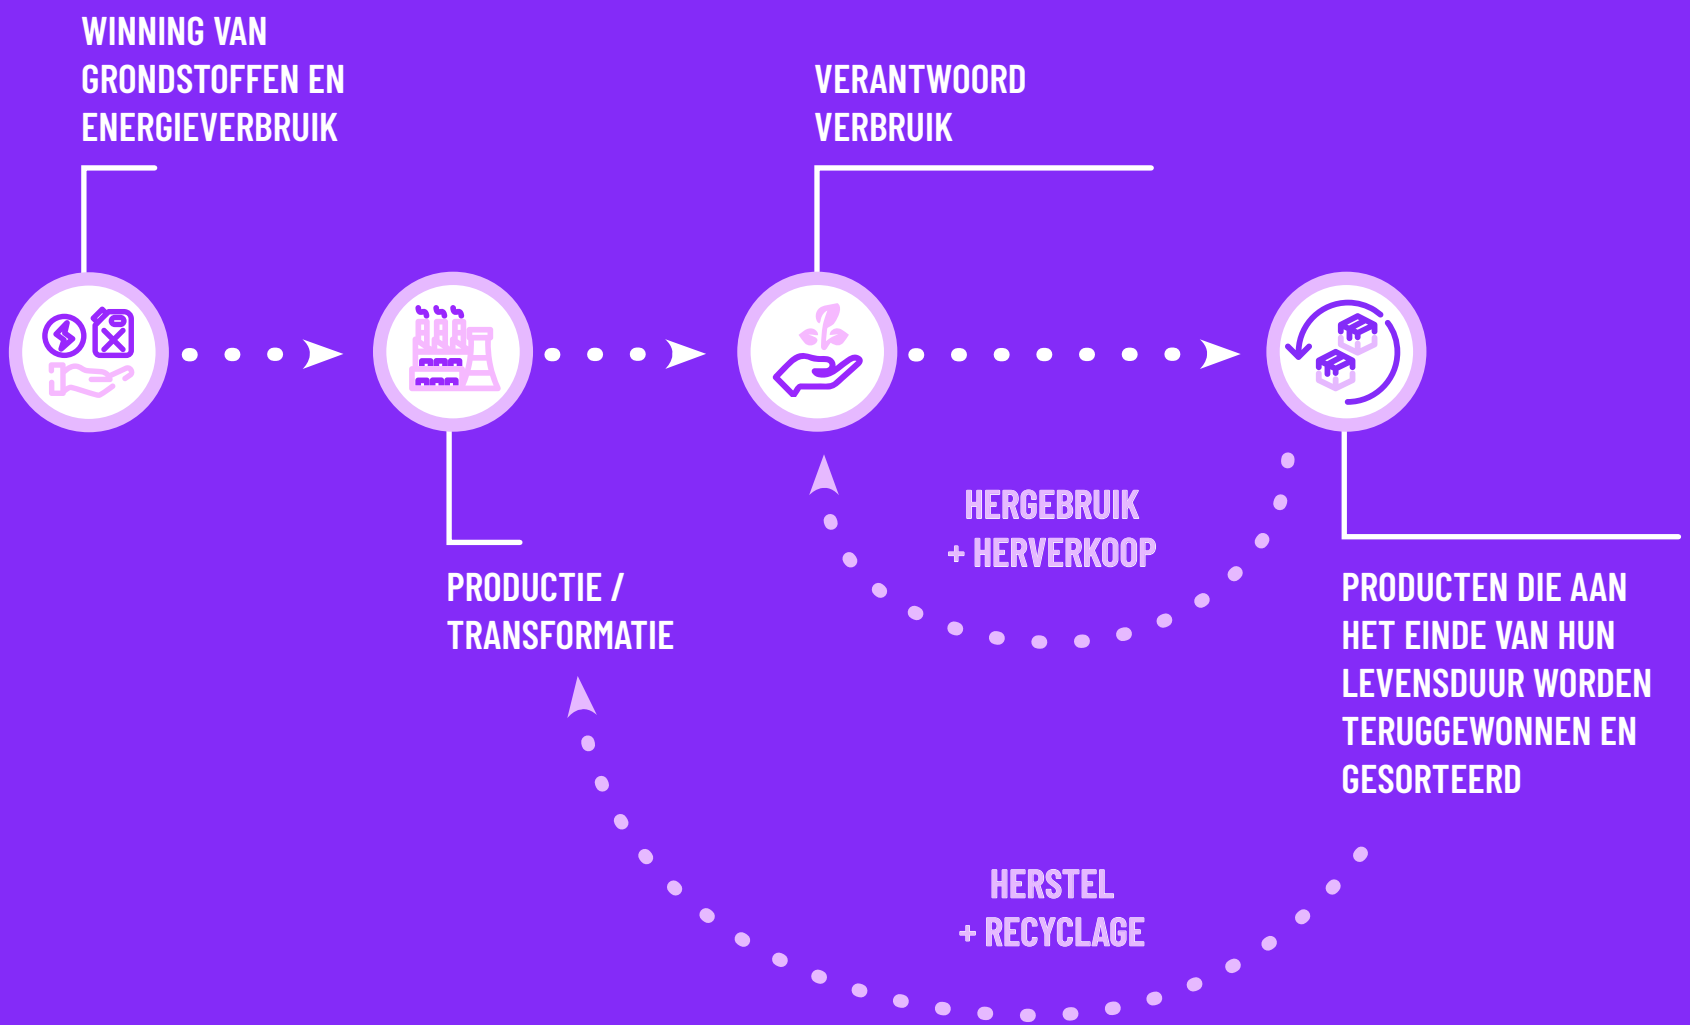 WINNING VAN
GRONDSTOFFEN EN
ENERGIEVERBRUIK
VERANTWOORD
VERBRUIK
HERGEBRUIK
+ HERVERKOOP
PRODUCTIE /
TRANSFORMATIE
PRODUCTEN DIE AAN
HET EINDE VAN HUN
LEVENSDUUR WORDEN
TERUGGEWONNEN EN
GESORTEERD
HERSTEL
+ RECYCLAGE